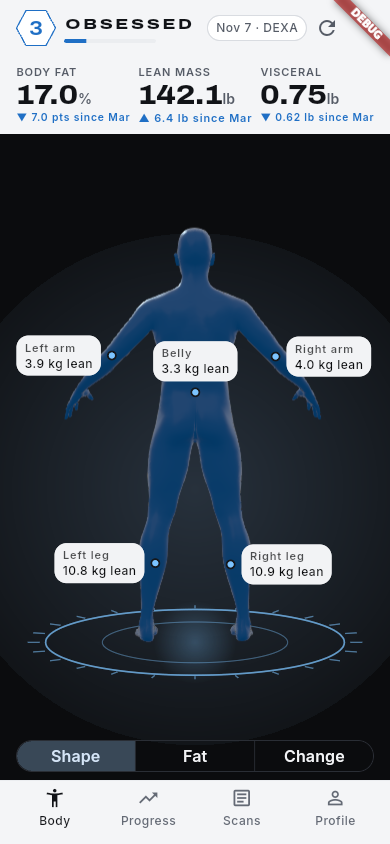 3 OBSESSED
Nov 7 · DEXA
DEBUG
BODY FAT LEAN MASS VISCERAL
17.0% 142.1lb 0.75lb
▼ 7.0 pts since Mar ▲ 6.4 lb since Mar ▼ 0.62 lb since Mar
Left arm
3.9 kg lean
Belly
3.3 kg lean
Right arm
4.0 kg lean
Left leg
10.8 kg lean
Right leg
10.9 kg lean
Shape Fat Change
Body Progress Scans Profile